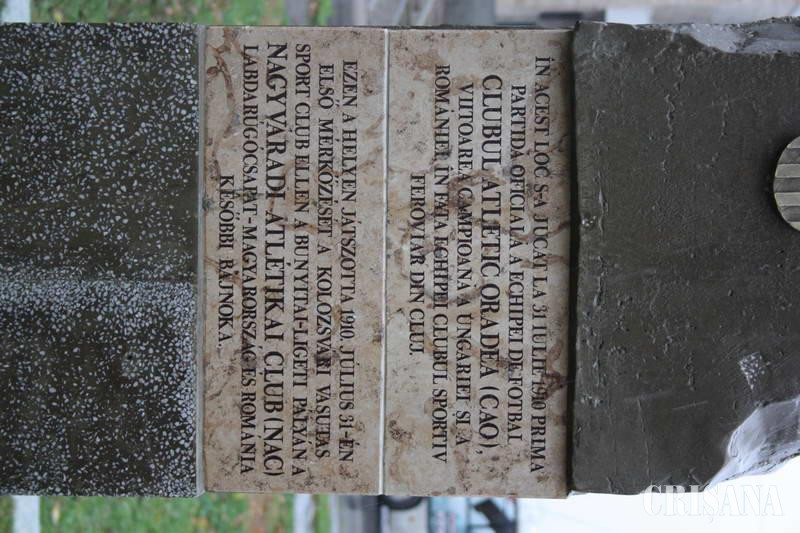 ÎN ACEST LOC S-A JUCAT LA 31 IULIE 1910 PRIMA
PARTIDĂ OFICIALĂ A ECHIPEI DE FOTBAL
CLUBUL ATLETIC ORADEA (CAO),
VIITOARE A CAMPIOANĂ A UNGARIEI ȘI A
ROMÂNIEI, ÎN FAȚA ECHIPEI CLUBUL SPORTIV
FEROVIAR DIN CLUJ.
EZEN A HELYEN JÁTSZOTTA 1910. JÚLIUS 31-ÉN
ELSŐ MÉRKŐZÉSÉT A KOLOZSVÁRI VASUTAS
SPORT CLUB ELLEN A BUNYITAI-LIGETI PÁLYÁN A
NAGYVÁRADI ATLÉTIKAI CLUB (NAC)
LABDARÚGÓCSAPAT - MAGYARORSZÁG ÉS ROMÁNIA
KÉSŐBBI BAJNOKA.
CRIȘANA